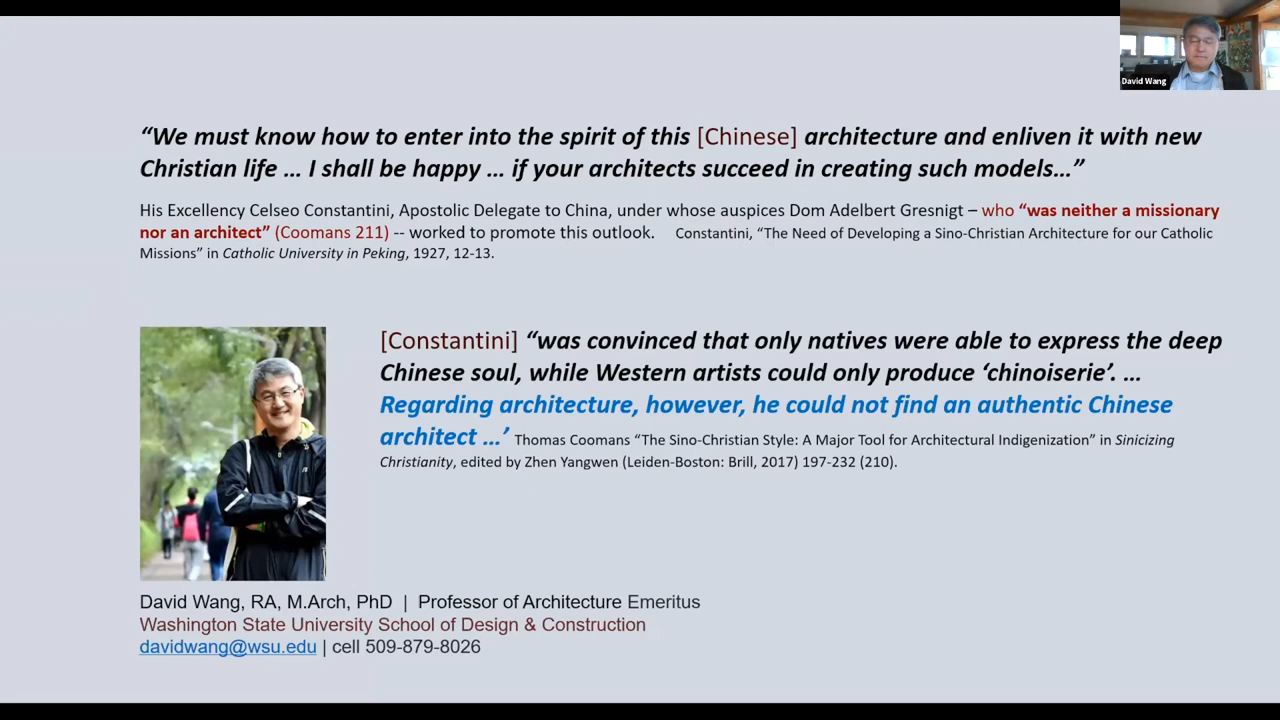 David Wang
“We must know how to enter into the spirit of this [Chinese] architecture and enliven it with new
Christian life … I shall be happy … if your architects succeed in creating such models…”
His Excellency Celseo Constantini, Apostolic Delegate to China, under whose auspices Dom Adelbert Gresnigt – who “was neither a missionary
nor an architect” (Coomans 211) -- worked to promote this outlook. Constantini, “The Need of Developing a Sino-Christian Architecture for our Catholic
Missions” in Catholic University in Peking, 1927, 12-13.
[Constantini] “was convinced that only natives were able to express the deep
Chinese soul, while Western artists could only produce ‘chinoiserie’. …
Regarding architecture, however, he could not find an authentic Chinese
architect …’ Thomas Coomans “The Sino-Christian Style: A Major Tool for Architectural Indigenization” in Sinicizing
Christianity, edited by Zhen Yangwen (Leiden-Boston: Brill, 2017) 197-232 (210).
David Wang, RA, M.Arch, PhD | Professor of Architecture Emeritus
Washington State University School of Design & Construction
davidwang@wsu.edu | cell 509-879-8026